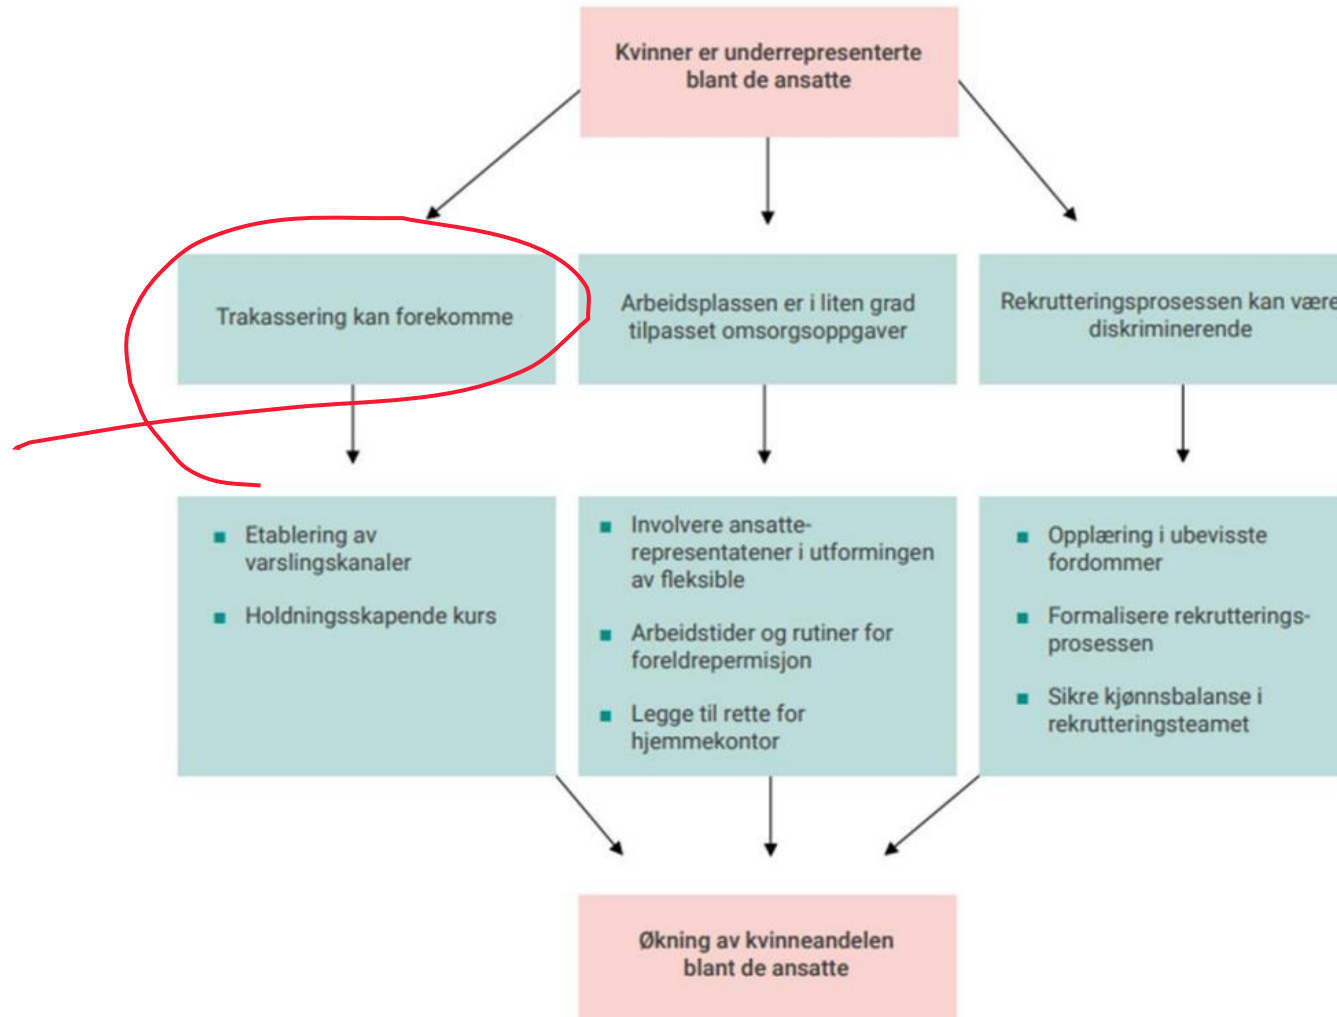 Kvinner er underrepresenterte
blant de ansatte
Trakassering kan forekomme
Arbeidsplassen er i liten grad
tilpasset omsorgsoppgaver
Rekrutteringsprosessen kan være
diskriminerende
■ Etablering av
varslingskanaler
■ Holdningsskapende kurs
■ Involvere ansatte-
representatener i utformingen
av fleksible
■ Arbeidstider og rutiner for
foreldrepermisjon
■ Legge til rette for
hjemmekontor
■ Opplæring i ubevisste
fordommer
■ Formalisere rekrutterings-
prosessen
■ Sikre kjønnsbalanse i
rekrutteringsteamet
Økning av kvinneandelen
blant de ansatte